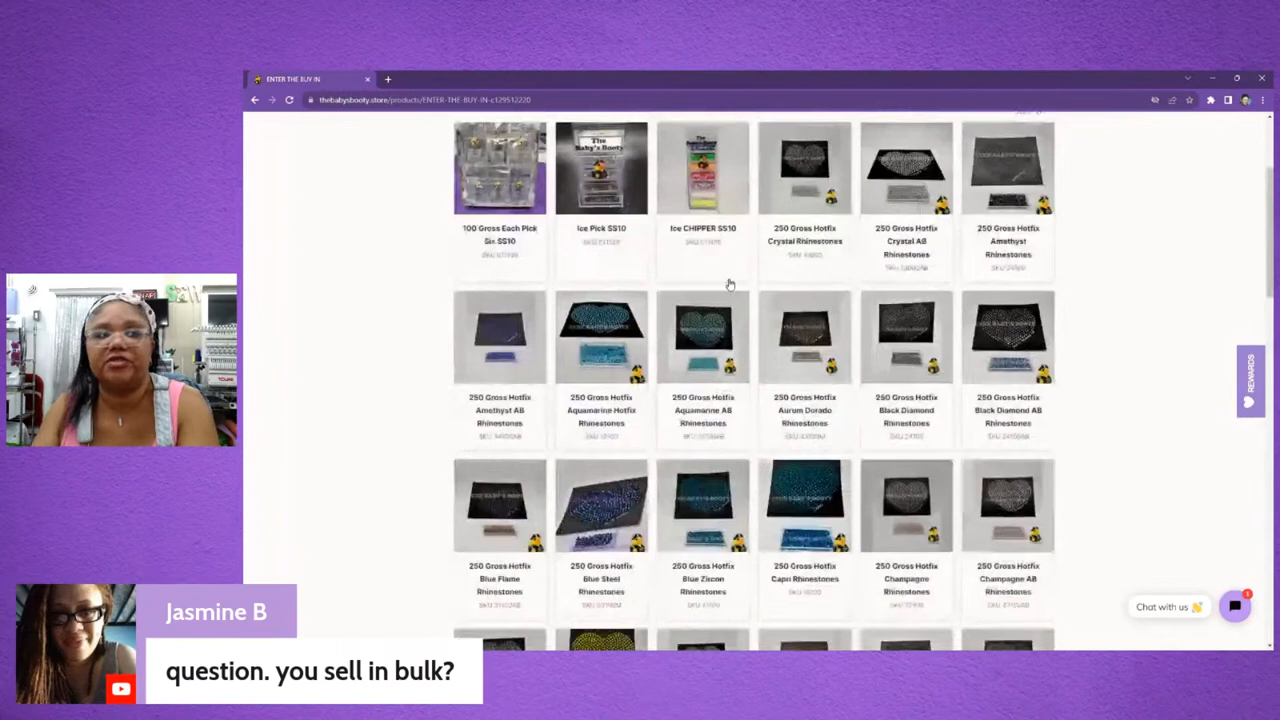 ENTER THE BUY IN
thebabysbooty.store/products/ENTER-THE-BUY-IN-c129512220
The
Baby's Booty
100 Gross Each Pick
Six SS10
Ice Pick SS10
Ice CHIPPER SS10
250 Gross Hotfix
Crystal Rhinestones
250 Gross Hotfix
Crystal AB
Rhinestones
250 Gross Hotfix
Amethyst
Rhinestones
250 Gross Hotfix
Amethyst AB
Rhinestones
250 Gross Hotfix
Aquamarine Hotfix
Rhinestones
250 Gross Hotfix
Aquamarine AB
Rhinestones
250 Gross Hotfix
Aurum Dorado
Rhinestones
250 Gross Hotfix
Black Diamond
Rhinestones
250 Gross Hotfix
Black Diamond AB
Rhinestones
250 Gross Hotfix
Blue Flame
Rhinestones
250 Gross Hotfix
Blue Steel
Rhinestones
250 Gross Hotfix
Blue Zircon
Rhinestones
250 Gross Hotfix
Capri Rhinestones
250 Gross Hotfix
Champagne
Rhinestones
250 Gross Hotfix
Champagne AB
Rhinestones
REWARDS
Chat with us 👋
1
Jasmine B
question. you sell in bulk?